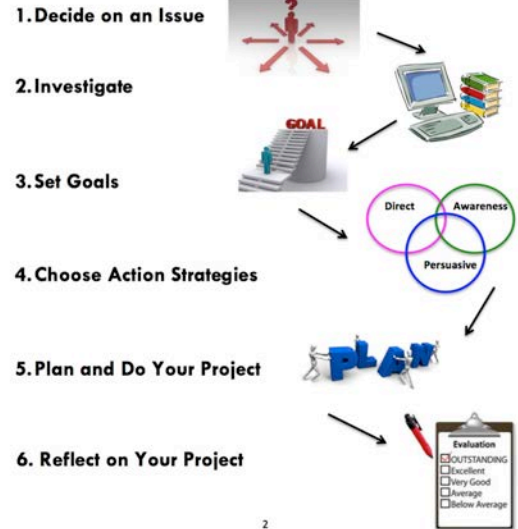 1. Decide on an Issue
?
2. Investigate
GOAL
3. Set Goals
Direct
Awareness
Persuasive
4. Choose Action Strategies
PLAN
5. Plan and Do Your Project
Evaluation
OUTSTANDING
Excellent
Very Good
Average
Below Average
6. Reflect on Your Project
2